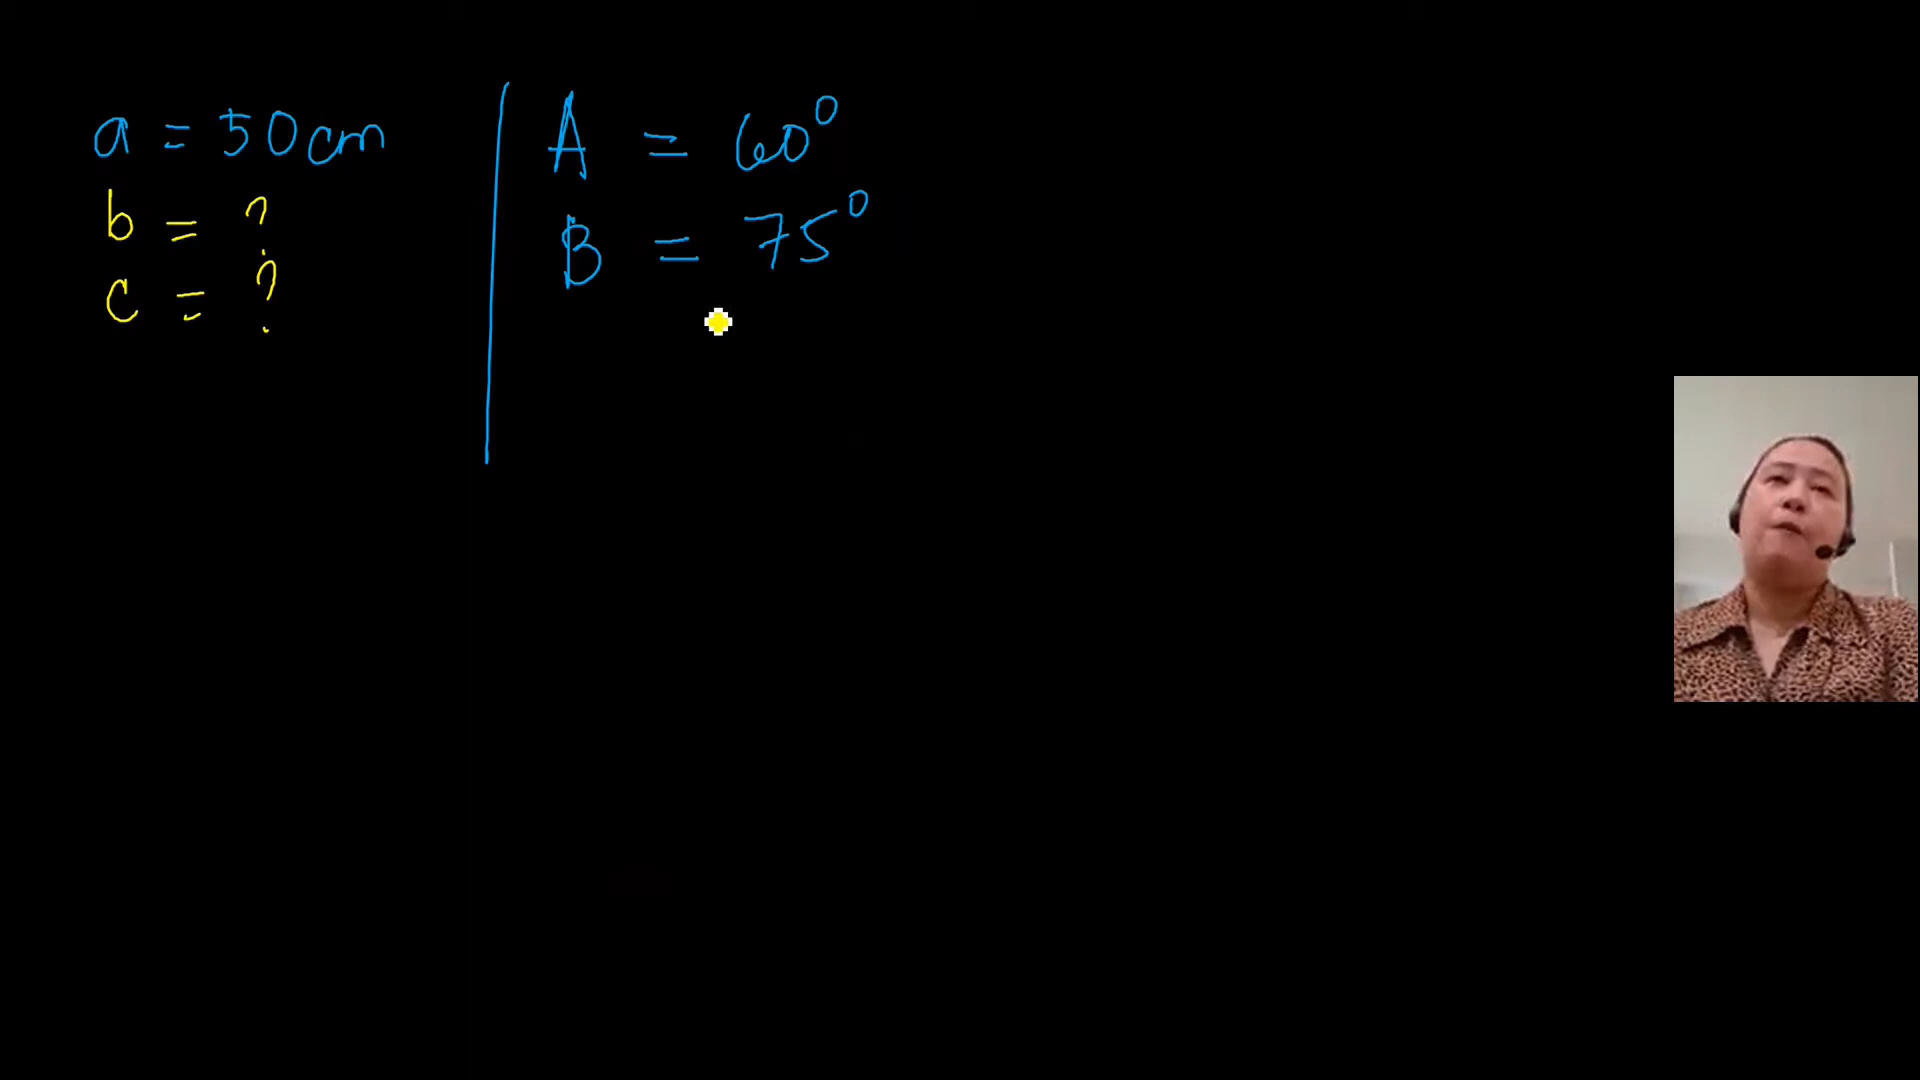 a = 50cm
b = ?
c = ?
A = 60°
B = 75°